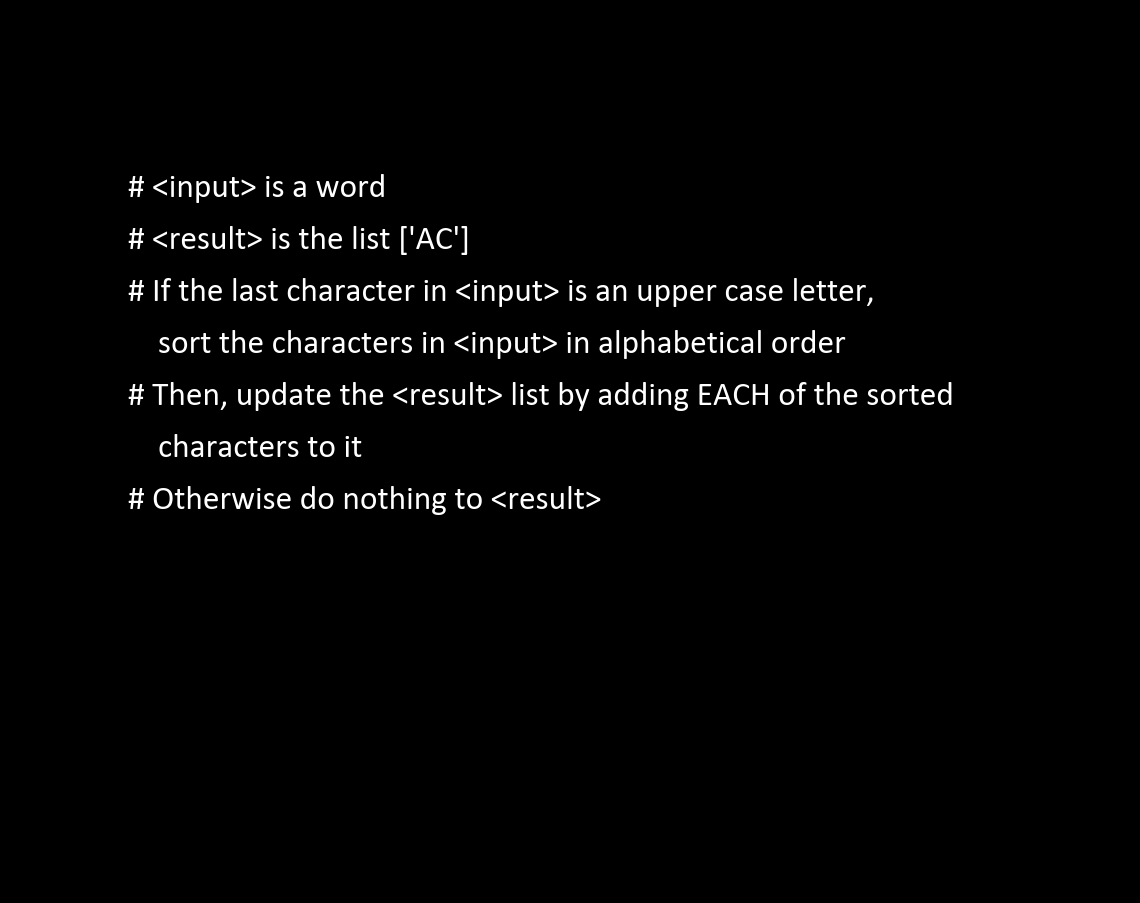 # <input> is a word
# <result> is the list ['AC']
# If the last character in <input> is an upper case letter,
sort the characters in <input> in alphabetical order
# Then, update the <result> list by adding EACH of the sorted
characters to it
# Otherwise do nothing to <result>